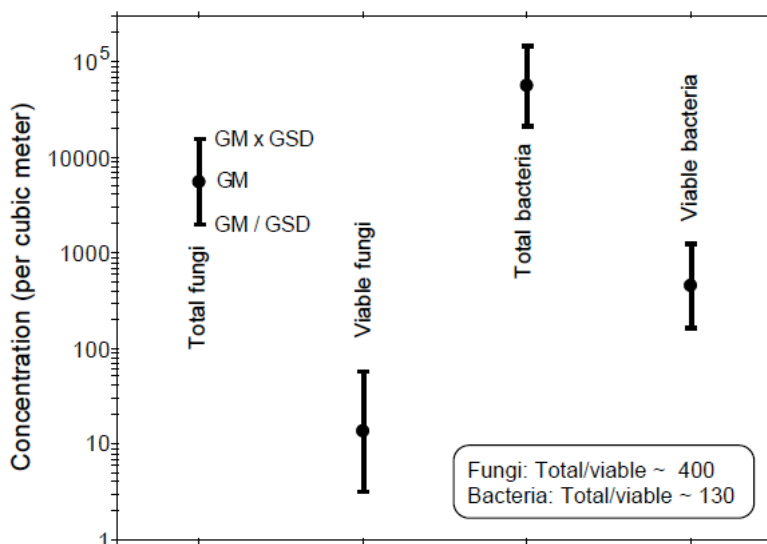 Concentration (per cubic meter)
10^5
10000
1000
100
10
1
GM x GSD
GM
GM / GSD
Total fungi
Viable fungi
Total bacteria
Viable bacteria
Fungi: Total/viable ~ 400
Bacteria: Total/viable ~ 130